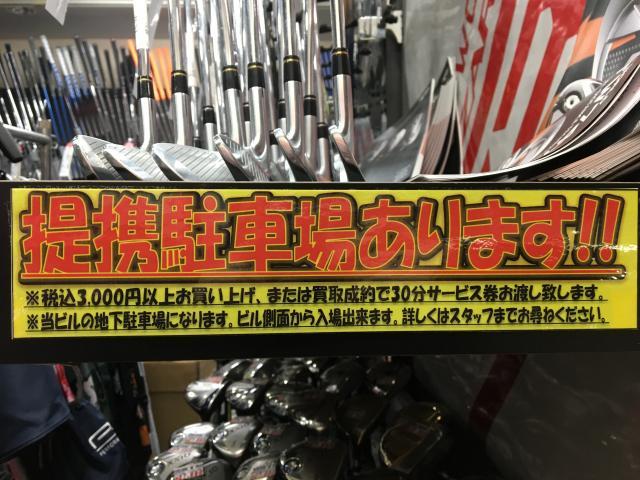 提携駐車場あります!!
※税込3,000円以上お買い上げ、または買取成約で30分サービス券お渡し致します。
※当ビルの地下駐車場になります。ビル側面から入場出来ます。詳しくはスタッフまでお尋ねください。